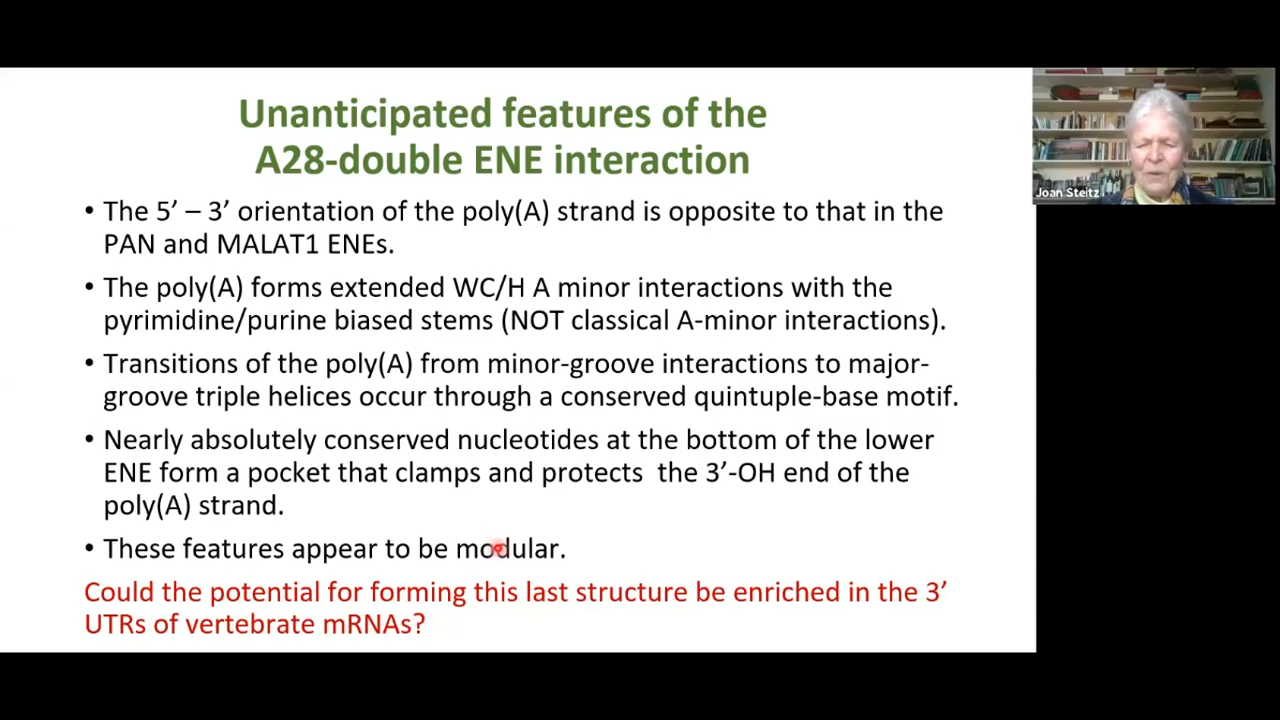 Unanticipated features of the
A28-double ENE interaction
• The 5’ – 3’ orientation of the poly(A) strand is opposite to that in the
PAN and MALAT1 ENEs.
• The poly(A) forms extended WC/H A minor interactions with the
pyrimidine/purine biased stems (NOT classical A-minor interactions).
• Transitions of the poly(A) from minor-groove interactions to major-
groove triple helices occur through a conserved quintuple-base motif.
• Nearly absolutely conserved nucleotides at the bottom of the lower
ENE form a pocket that clamps and protects  the 3’-OH end of the
poly(A) strand.
• These features appear to be modular.
Could the potential for forming this last structure be enriched in the 3’
UTRs of vertebrate mRNAs?
Joan Steitz